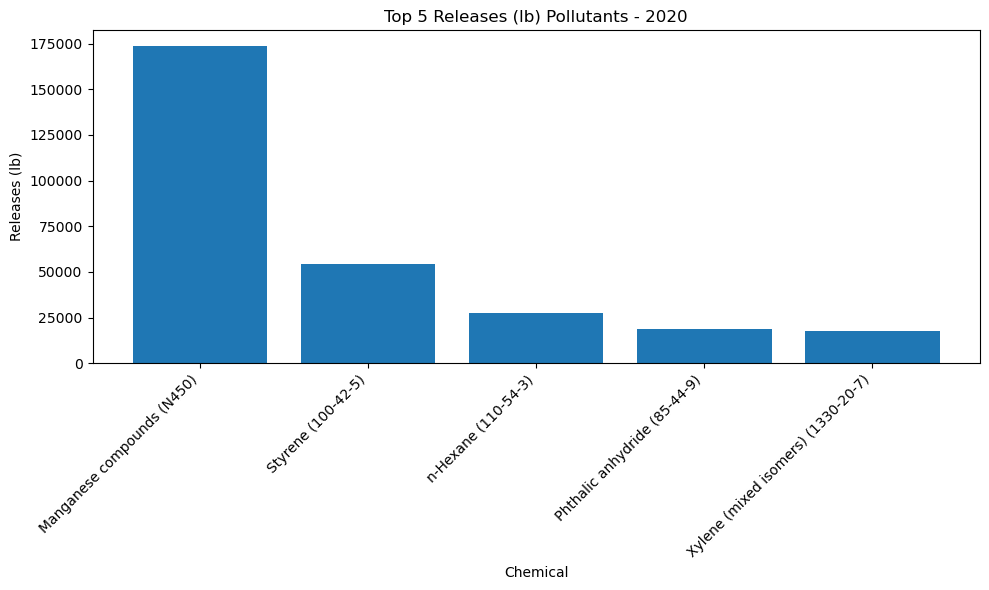 Top 5 Releases (lb) Pollutants - 2020
Releases (lb)
175000
150000
125000
100000
75000
50000
25000
0
Manganese compounds (N450)
Styrene (100-42-5)
n-Hexane (110-54-3)
Phthalic anhydride (85-44-9)
Xylene (mixed isomers) (1330-20-7)
Chemical